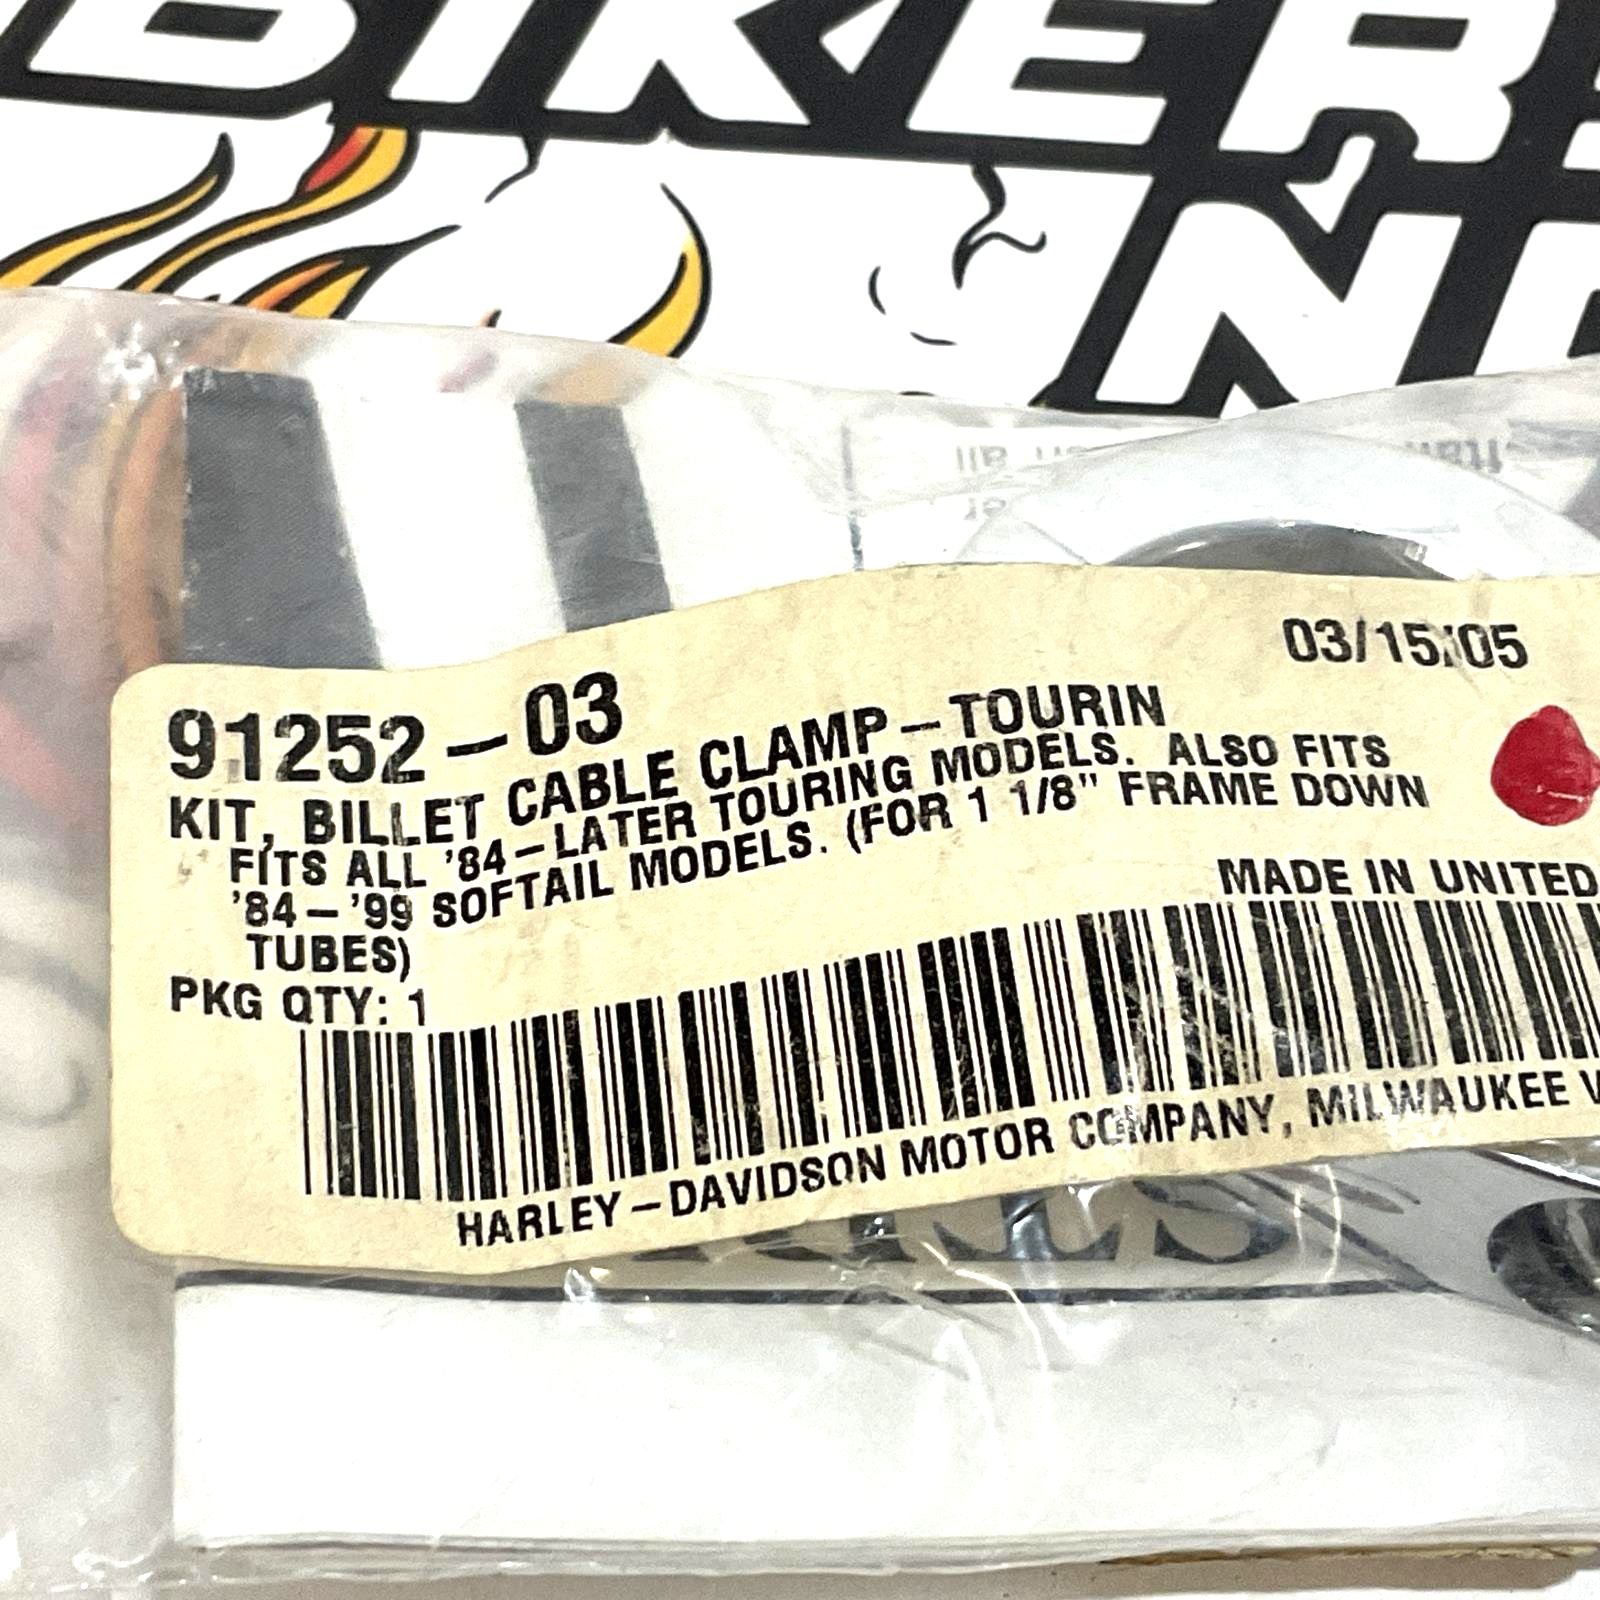 BIKER
03/15/05
91252-03
KIT, BILLET CABLE CLAMP-TOURIN
FITS ALL '84-LATER TOURING MODELS. ALSO FITS
'84-'99 SOFTAIL MODELS. (FOR 1 1/8" FRAME DOWN
TUBES)
MADE IN UNITED
PKG QTY: 1
HARLEY-DAVIDSON MOTOR COMPANY, MILWAUKEE